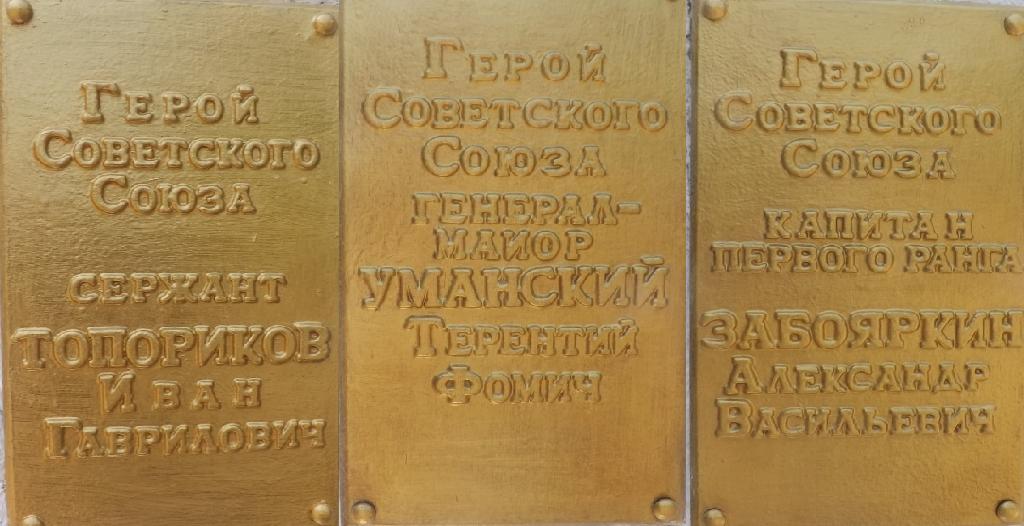 Герой
Советского
Союза
сержант
ТОПОРИКОВ
Иван
Гаврилович
Герой
Советского
Союза
генерал-
майор
УМАНСКИЙ
Терентий
Фомич
Герой
Советского
Союза
капитан
первого ранга
ЗАБОЯРКИН
Александр
Васильевич